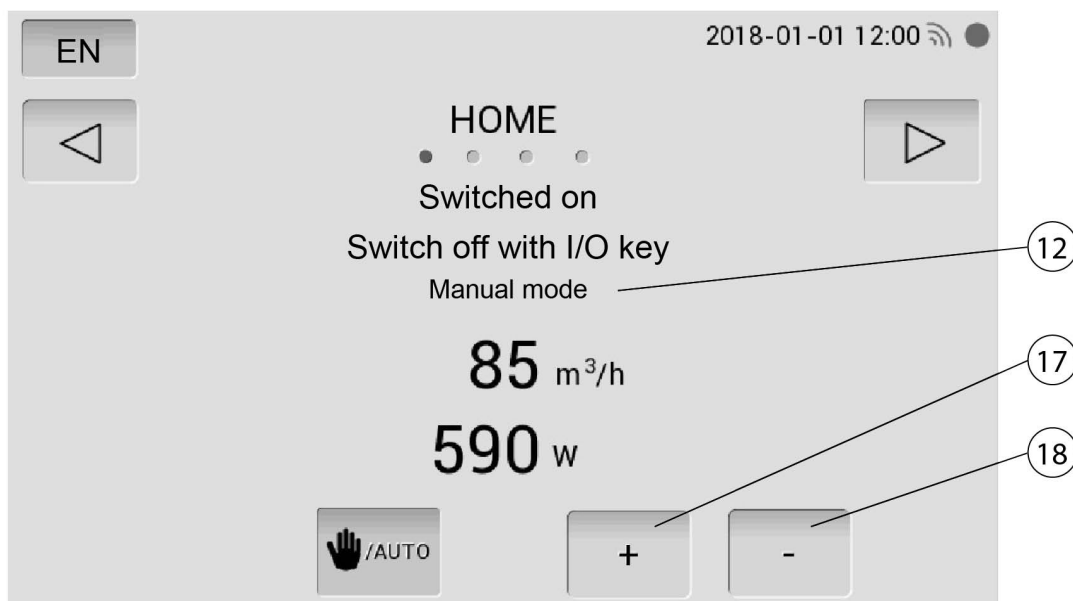 EN
2018-01-01 12:00
HOME
Switched on
Switch off with I/O key
Manual mode
12
85 m³/h
17
590 W
18
/AUTO
+
-